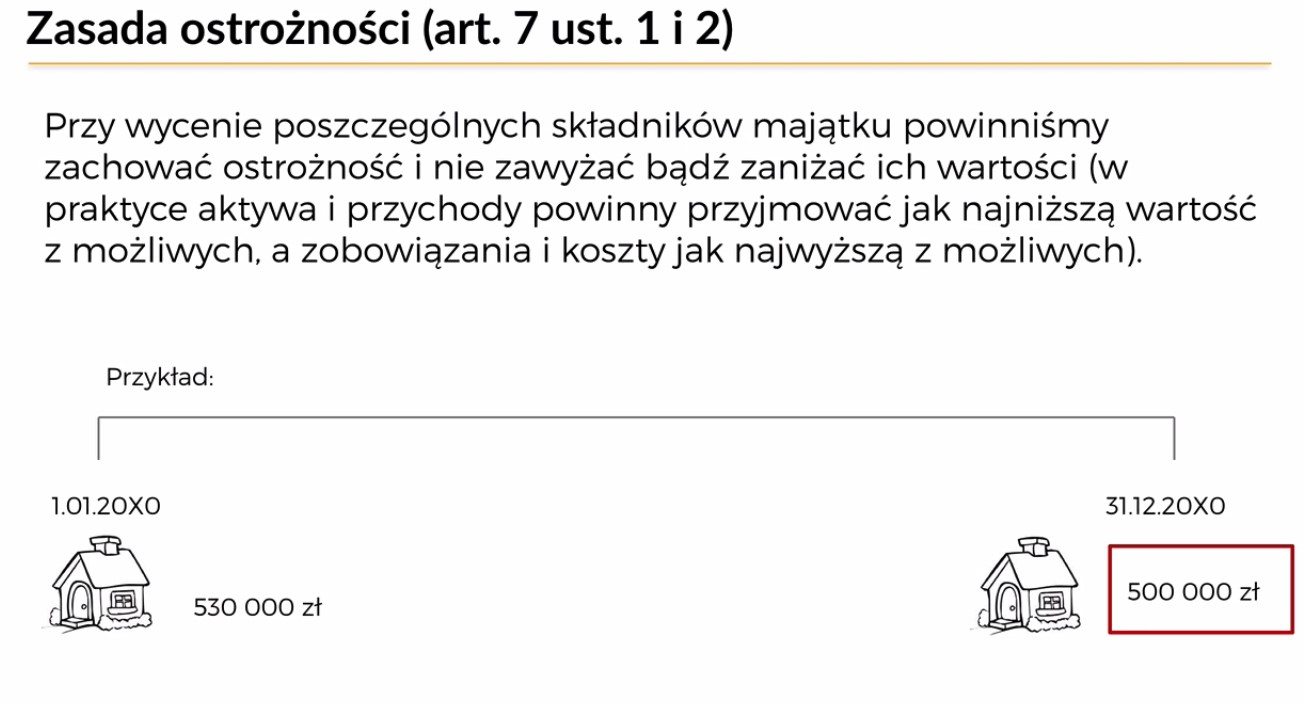 Zasada ostrożności (art. 7 ust. 1 i 2)
Przy wycenie poszczególnych składników majątku powinniśmy
zachować ostrożność i nie zawyżać bądź zaniżać ich wartości (w
praktyce aktywa i przychody powinny przyjmować jak najniższą wartość
z możliwych, a zobowiązania i koszty jak najwyższą z możliwych).
Przykład:
1.01.20X0
31.12.20X0
530 000 zł
500 000 zł